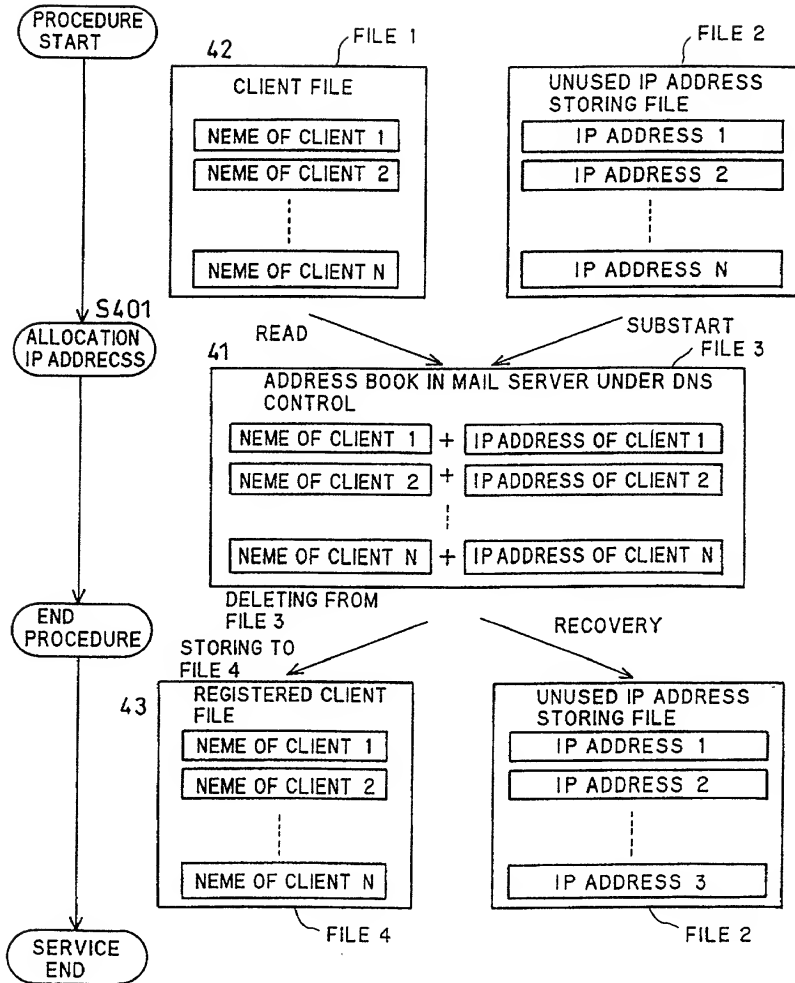 PROCEDURE
START
42
FILE 1
FILE 2
CLIENT FILE
NEME OF CLIENT 1
NEME OF CLIENT 2
NEME OF CLIENT N
UNUSED IP ADDRESS
STORING FILE
IP ADDRESS 1
IP ADDRESS 2
IP ADDRESS N
S401
ALLOCATION
IP ADDRECSS
READ
SUBSTART
41
FILE 3
ADDRESS BOOK IN MAIL SERVER UNDER DNS
CONTROL
NEME OF CLIENT 1 + IP ADDRESS OF CLIENT 1
NEME OF CLIENT 2 + IP ADDRESS OF CLIENT 2
NEME OF CLIENT N + IP ADDRESS OF CLIENT N
END
PROCEDURE
DELETING FROM
FILE 3
STORING TO
FILE 4
RECOVERY
43
REGISTERED CLIENT
FILE
NEME OF CLIENT 1
NEME OF CLIENT 2
NEME OF CLIENT N
FILE 4
UNUSED IP ADDRESS
STORING FILE
IP ADDRESS 1
IP ADDRESS 2
IP ADDRESS 3
FILE 2
SERVICE
END